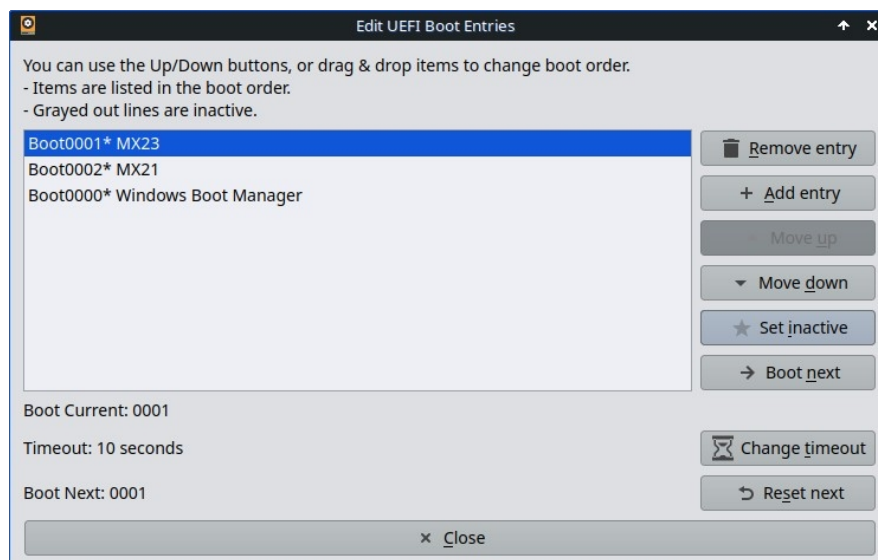 Edit UEFI Boot Entries
You can use the Up/Down buttons, or drag & drop items to change boot order.
- Items are listed in the boot order.
- Grayed out lines are inactive.
Boot0001* MX23
Boot0002* MX21
Boot0000* Windows Boot Manager
Remove entry
Add entry
Move up
Move down
Set inactive
Boot next
Boot Current: 0001
Timeout: 10 seconds
Change timeout
Boot Next: 0001
Reset next
Close